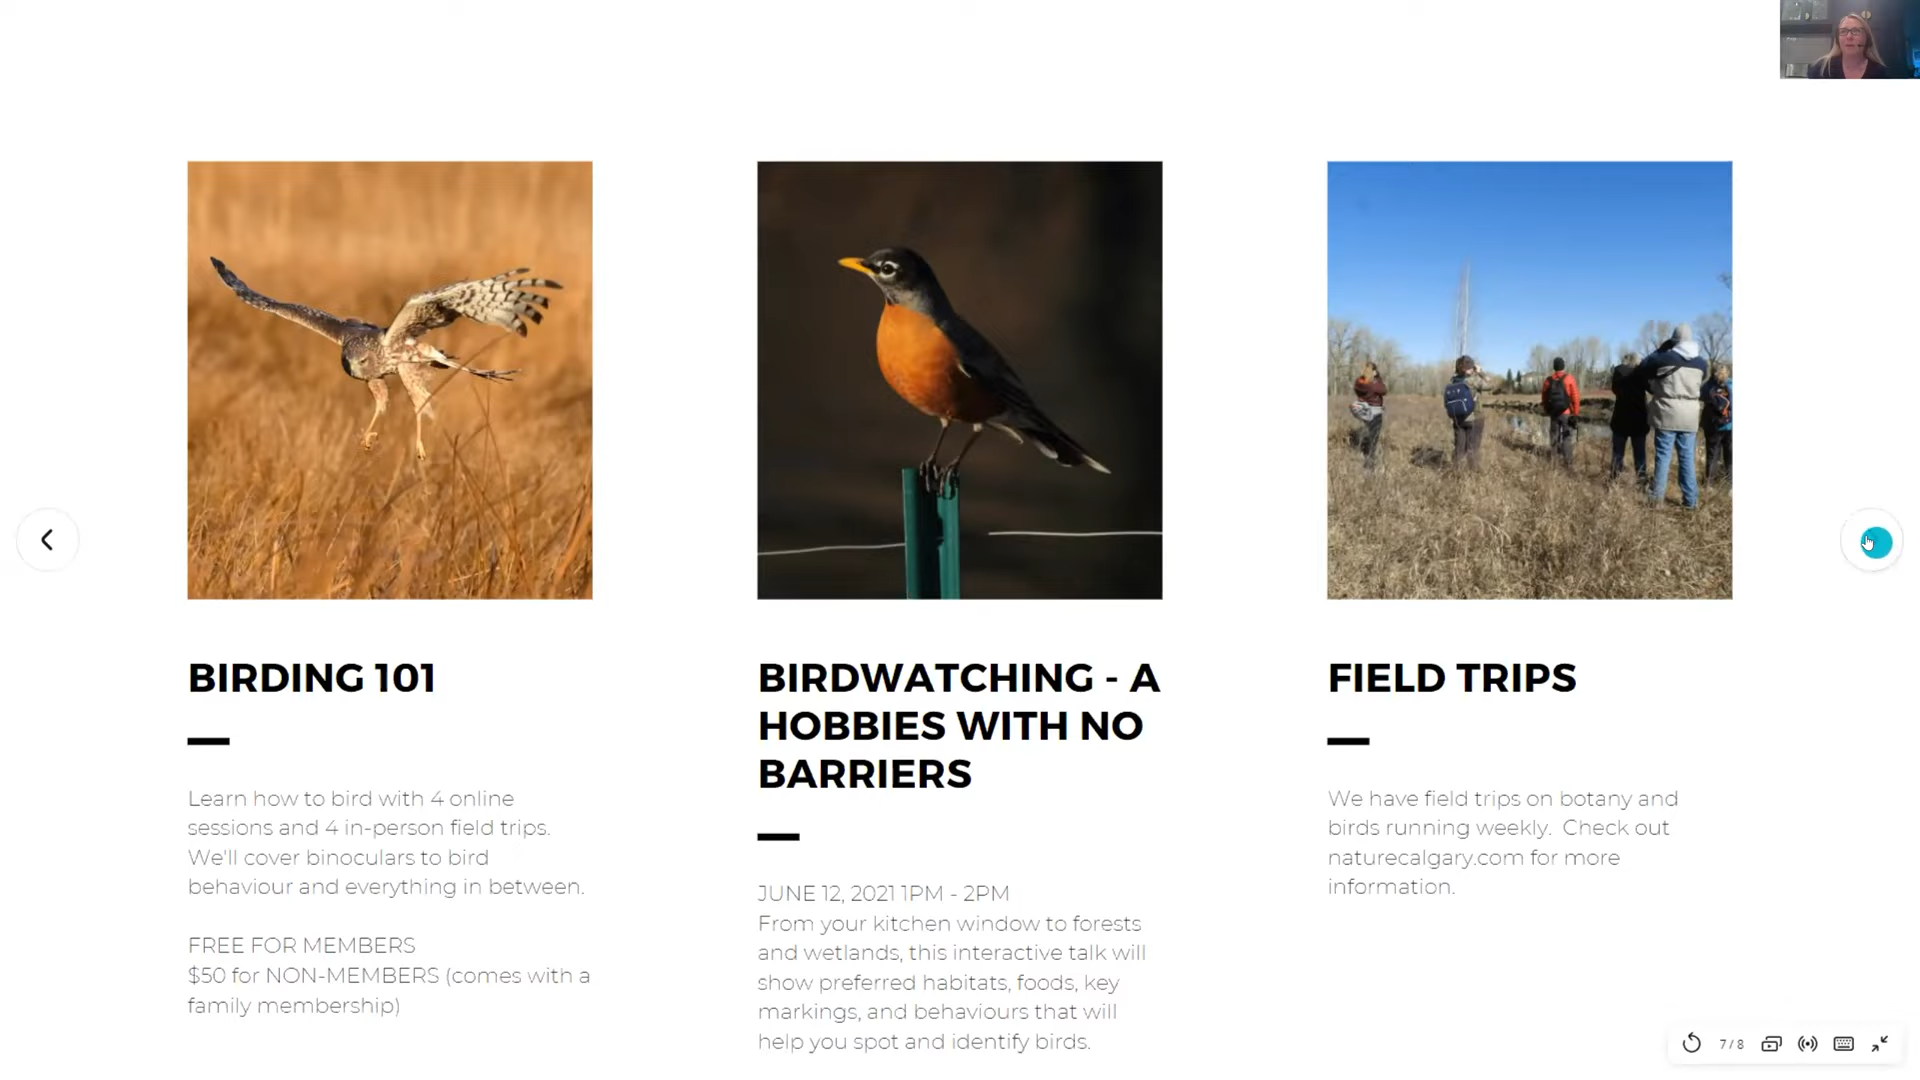 BIRDING 101
Learn how to bird with 4 online
sessions and 4 in-person field trips.
We'll cover binoculars to bird
behaviour and everything in between.
FREE FOR MEMBERS
$50 for NON-MEMBERS (comes with a
family membership)
BIRDWATCHING - A
HOBBIES WITH NO
BARRIERS
JUNE 12, 2021 1PM - 2PM
From your kitchen window to forests
and wetlands, this interactive talk will
show preferred habitats, foods, key
markings, and behaviours that will
help you spot and identify birds.
FIELD TRIPS
We have field trips on botany and
birds running weekly.  Check out
naturecalgary.com for more
information.
7 / 8